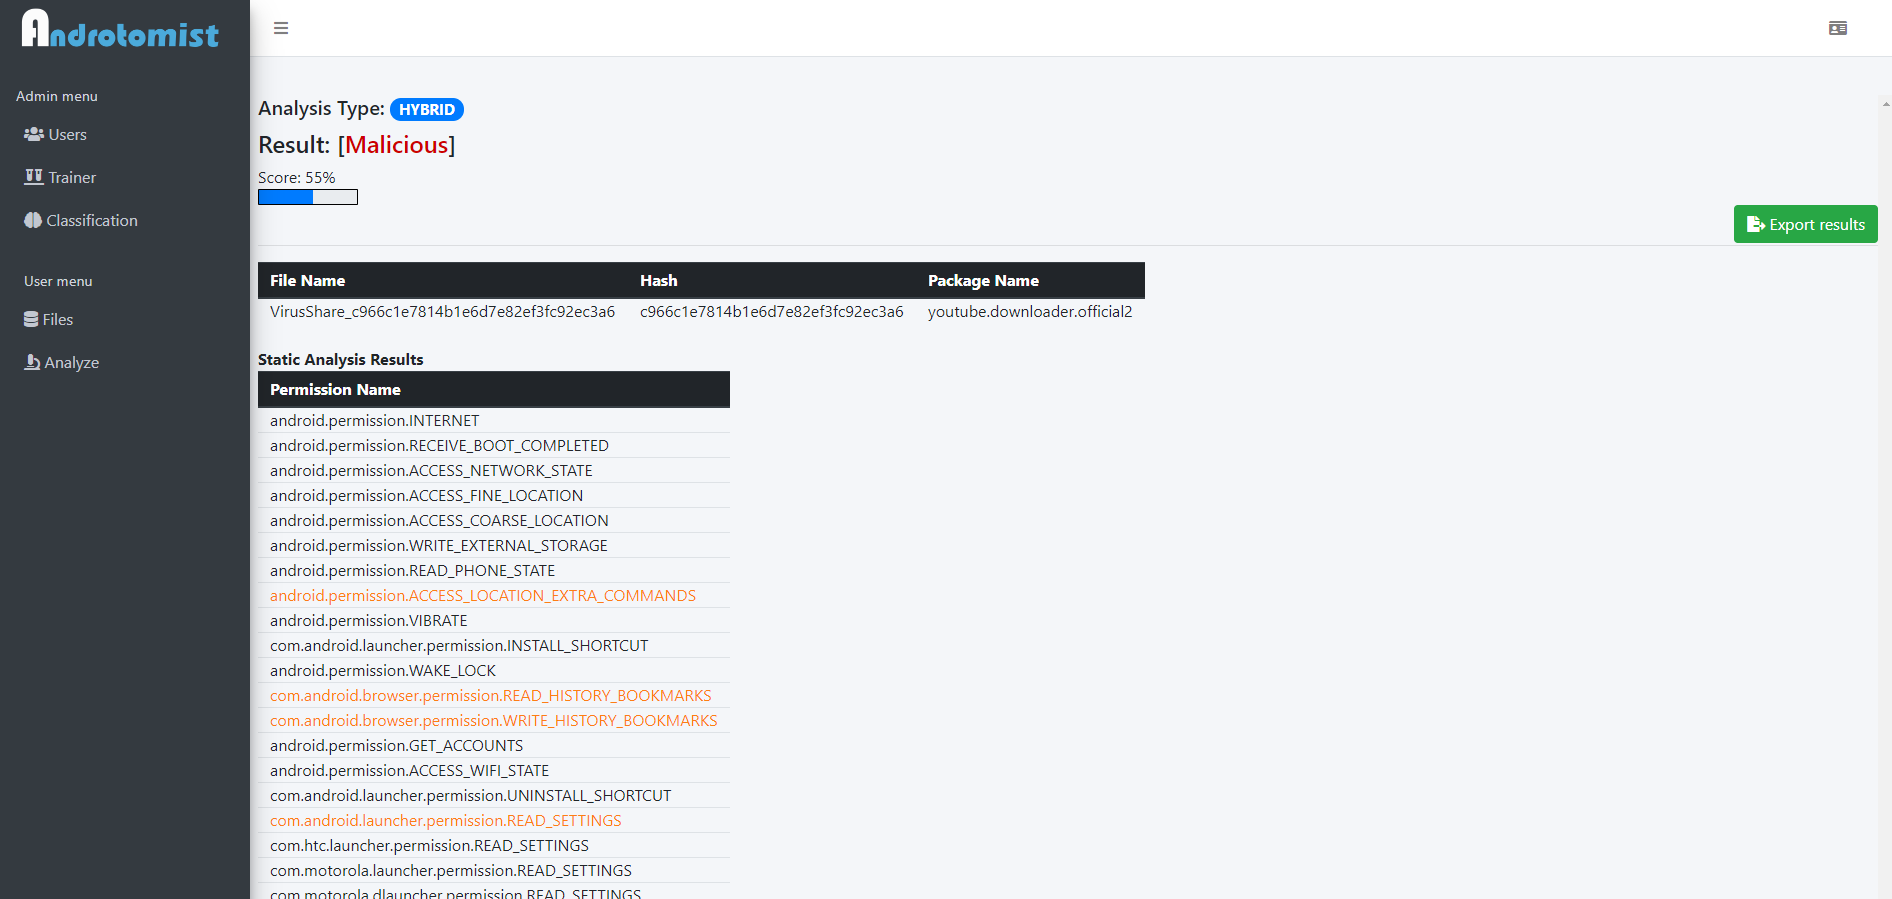 Androtomist
Admin menu
Users
Trainer
Classification
User menu
Files
Analyze
Analysis Type: HYBRID
Result: [Malicious]
Score: 55%
Export results
File Name Hash Package Name
VirusShare_c966c1e7814b1e6d7e82ef3fc92ec3a6 c966c1e7814b1e6d7e82ef3fc92ec3a6 youtube.downloader.official2
Static Analysis Results
Permission Name
android.permission.INTERNET
android.permission.RECEIVE_BOOT_COMPLETED
android.permission.ACCESS_NETWORK_STATE
android.permission.ACCESS_FINE_LOCATION
android.permission.ACCESS_COARSE_LOCATION
android.permission.WRITE_EXTERNAL_STORAGE
android.permission.READ_PHONE_STATE
android.permission.ACCESS_LOCATION_EXTRA_COMMANDS
android.permission.VIBRATE
com.android.launcher.permission.INSTALL_SHORTCUT
android.permission.WAKE_LOCK
com.android.browser.permission.READ_HISTORY_BOOKMARKS
com.android.browser.permission.WRITE_HISTORY_BOOKMARKS
android.permission.GET_ACCOUNTS
android.permission.ACCESS_WIFI_STATE
com.android.launcher.permission.UNINSTALL_SHORTCUT
com.android.launcher.permission.READ_SETTINGS
com.htc.launcher.permission.READ_SETTINGS
com.motorola.launcher.permission.READ_SETTINGS
com.motorola.dlauncher.permission.READ_SETTINGS